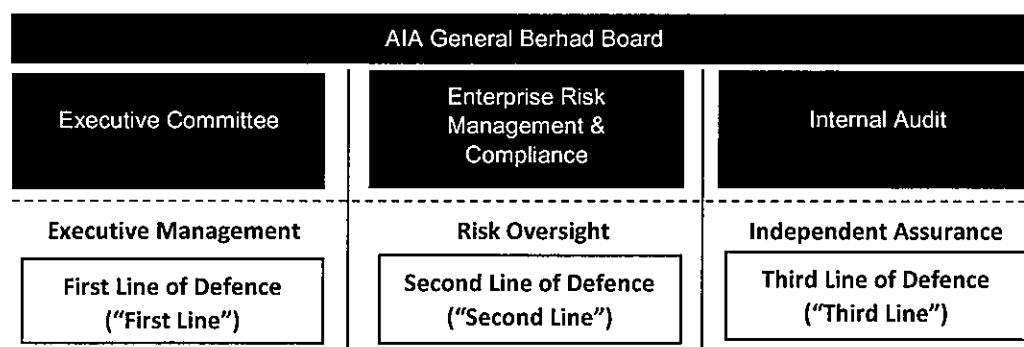 AIA General Berhad Board
Executive Committee
Enterprise Risk
Management &
Compliance
Internal Audit
Executive Management
Risk Oversight
Independent Assurance
First Line of Defence
(“First Line”)
Second Line of Defence
(“Second Line”)
Third Line of Defence
(“Third Line”)